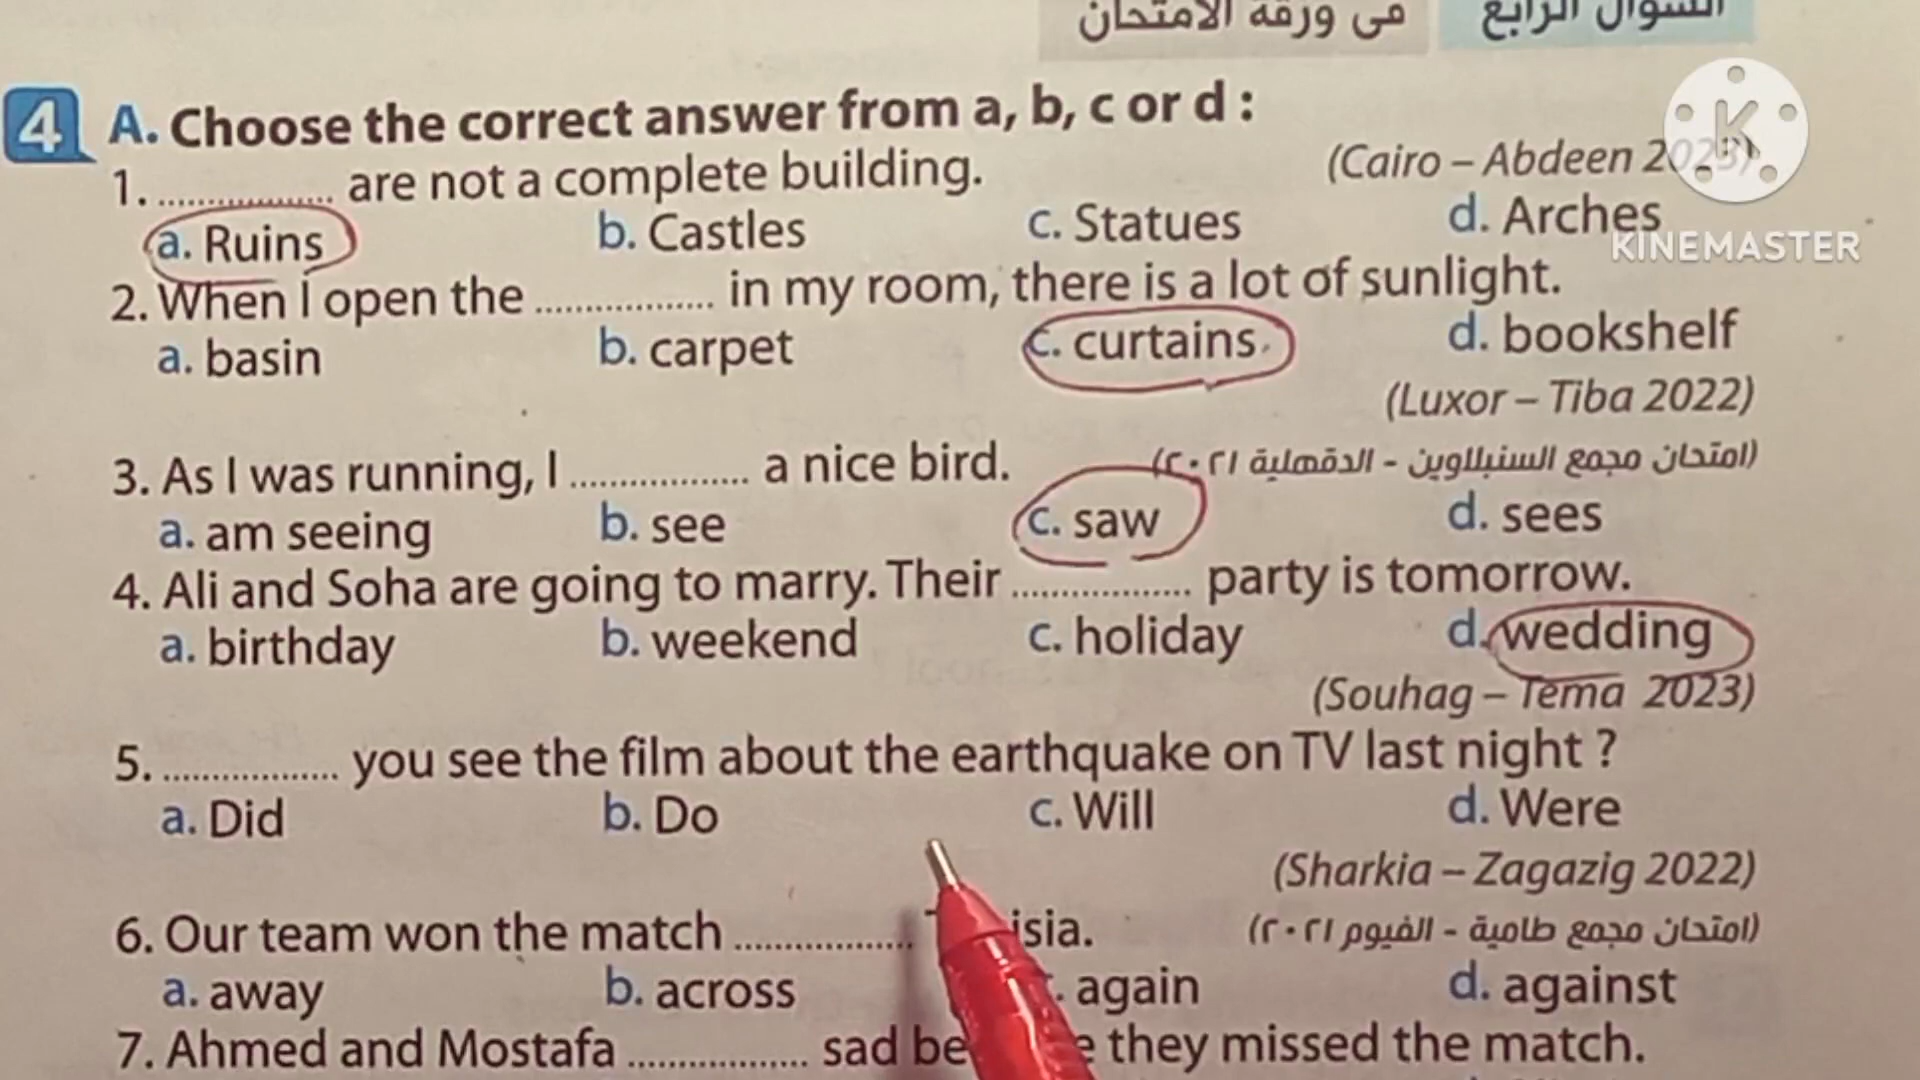 السؤال الرابع
فى ورقة الامتحان
4 A. Choose the correct answer from a, b, c or d :
1. .................. are not a complete building. (Cairo – Abdeen 2023)
a. Ruins b. Castles c. Statues d. Arches
KINEMASTER
2. When I open the .................. in my room, there is a lot of sunlight.
a. basin b. carpet c. curtains d. bookshelf
(Luxor – Tiba 2022)
3. As I was running, I .................. a nice bird. (امتحان مجمع السنبللاوين - الدقهلية ٢٠٢١)
a. am seeing b. see c. saw d. sees
4. Ali and Soha are going to marry. Their .................. party is tomorrow.
a. birthday b. weekend c. holiday d. wedding
(Souhag – Tema 2023)
5. .................. you see the film about the earthquake on TV last night ?
a. Did b. Do c. Will d. Were
(Sharkia – Zagazig 2022)
6. Our team won the match .................. (امتحان مجمع طامية - الفيوم ٢٠٢١)
a. away b. across again d. against
7. Ahmed and Mostafa .................. sad they missed the match.